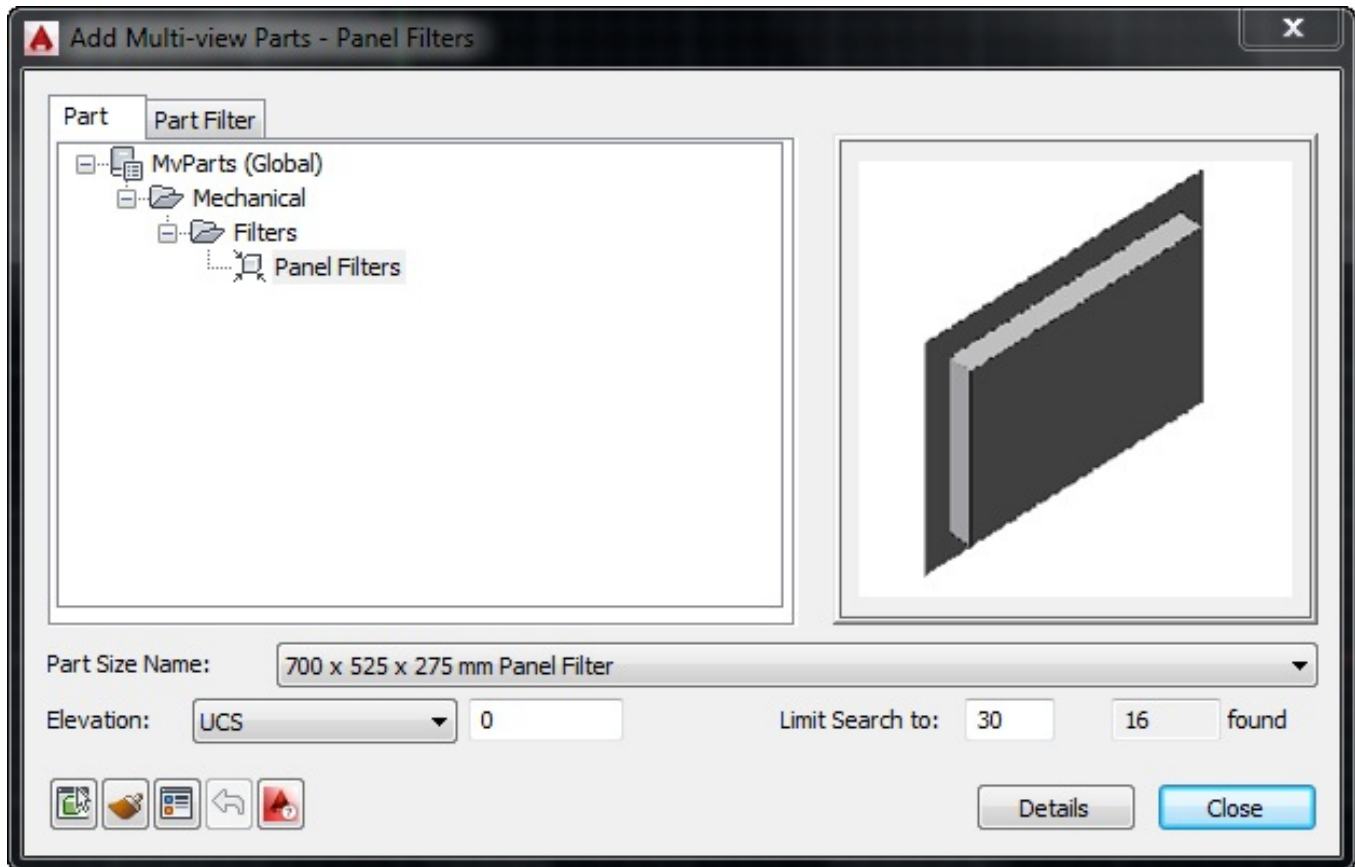 Add Multi-view Parts - Panel Filters
Part Part Filter
MvParts (Global)
Mechanical
Filters
Panel Filters
Part Size Name: 700 x 525 x 275 mm Panel Filter
Elevation: UCS 0 Limit Search to: 30 16 found
Details Close